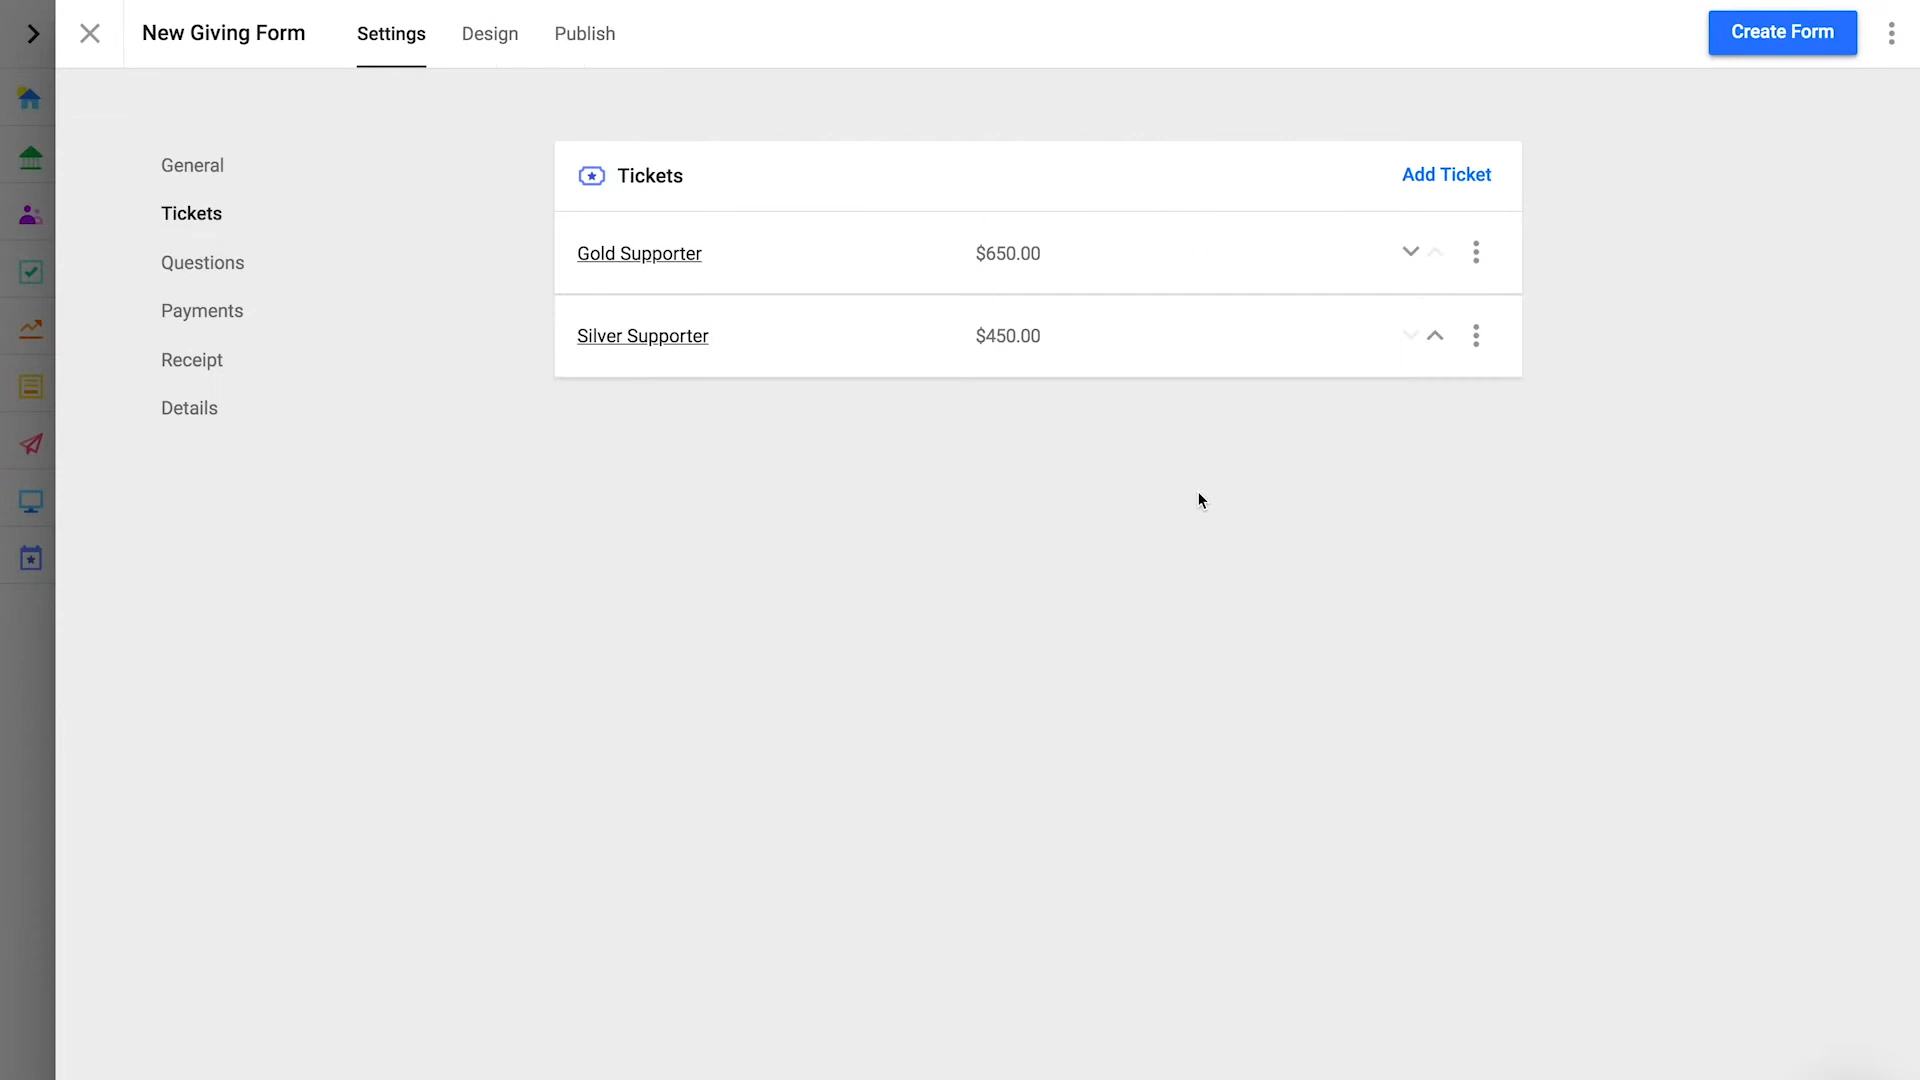 New Giving Form
Settings
Design
Publish
Create Form
General
Tickets
Questions
Payments
Receipt
Details
Tickets
Add Ticket
Gold Supporter
$650.00
Silver Supporter
$450.00